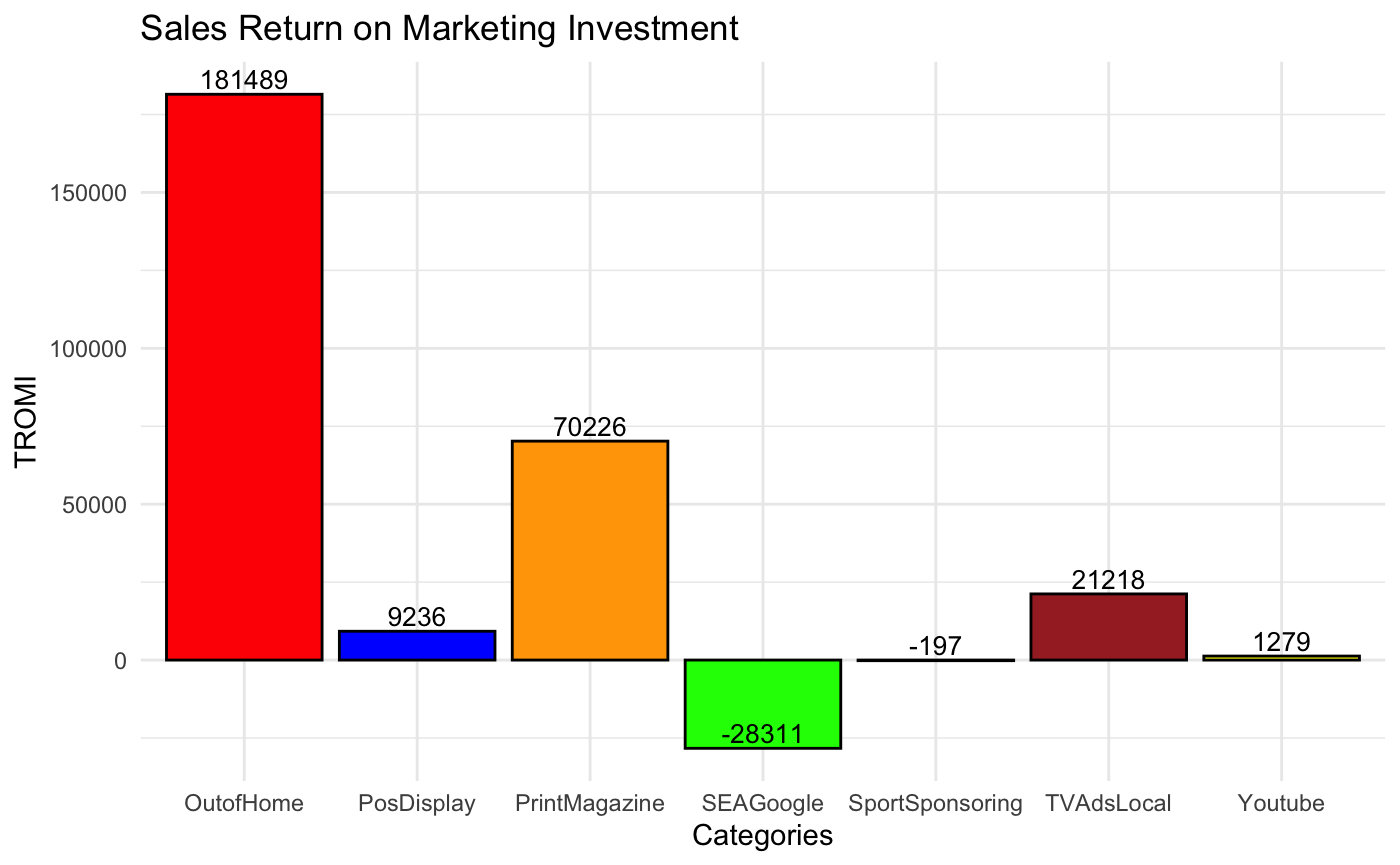 Sales Return on Marketing Investment
181489
150000
100000
TROMI
70226
50000
21218
9236
-197
1279
0
-28311
OutofHome PosDisplay PrintMagazine SEAGoogle SportSponsoring TVAdsLocal Youtube
Categories